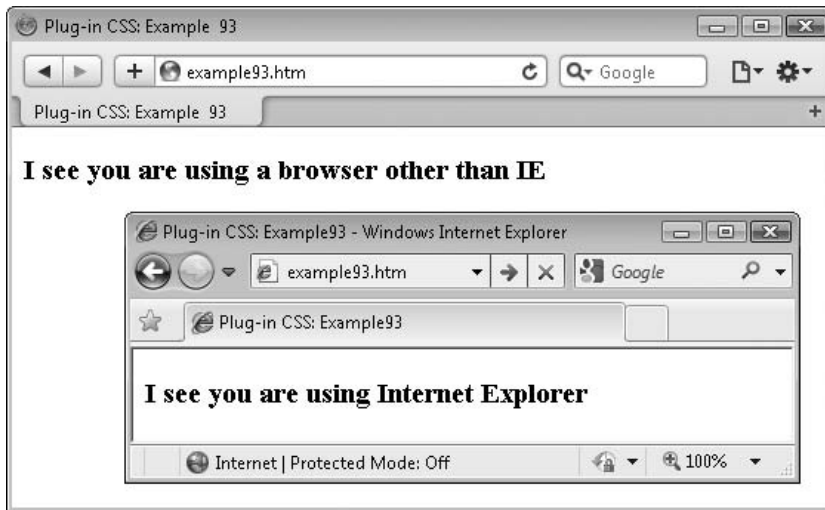 Plug-in CSS: Example 93
example93.htm
Google
Plug-in CSS: Example 93
I see you are using a browser other than IE
Plug-in CSS: Example93 - Windows Internet Explorer
example93.htm
Google
Plug-in CSS: Example93
I see you are using Internet Explorer
Internet | Protected Mode: Off
100%